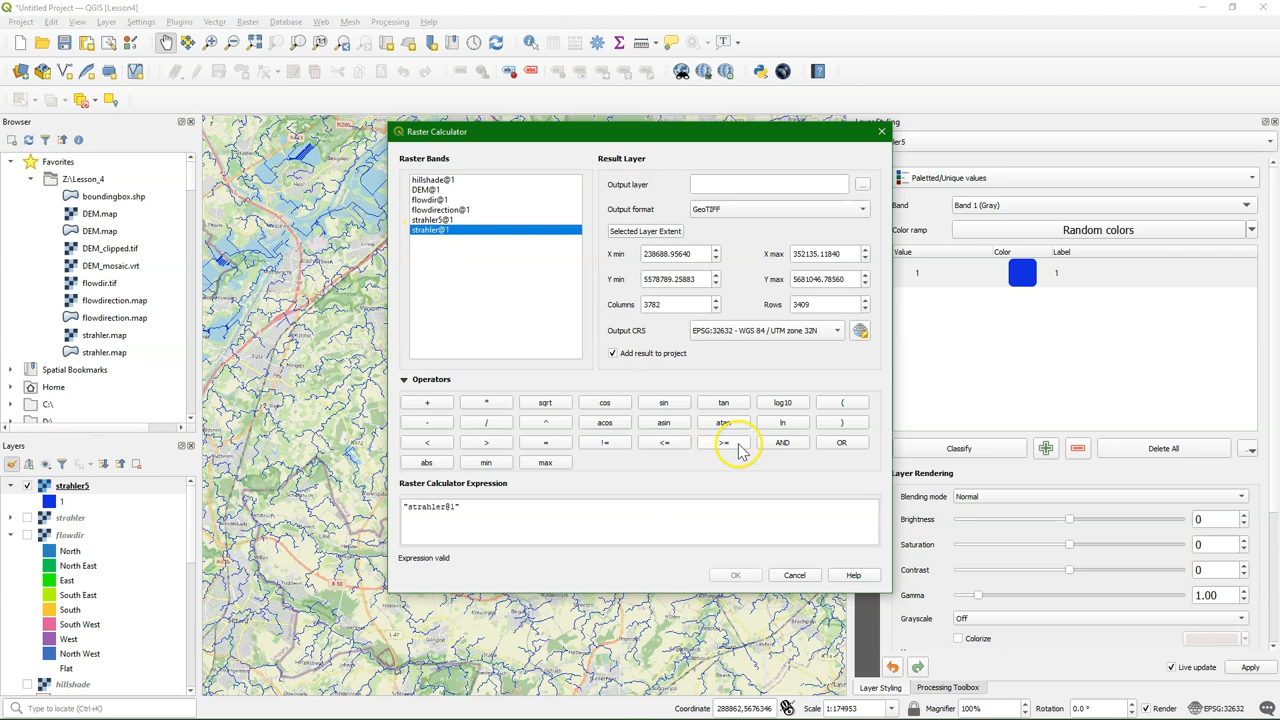 *Untitled Project — QGIS [Lesson4]
Project Edit View Layer Settings Plugins Vector Raster Database Web Mesh Processing Help
Browser
Favorites
Z:\Lesson_4
boundingbox.shp
DEM.map
DEM.map
DEM_clipped.tif
DEM_mosaic.vrt
flowdir.tif
flowdirection.map
flowdirection.map
strahler.map
strahler.map
Spatial Bookmarks
Home
C:\
D:\
Layers
strahler5
1
strahler
flowdir
North
North East
East
South East
South
South West
West
North West
Flat
hillshade
Raster Calculator
Raster Bands
hillshade@1
DEM@1
flowdir@1
flowdirection@1
strahler5@1
strahler@1
Result Layer
Output layer
...
Output format GeoTIFF
Selected Layer Extent
X min 238688.95640 X max 352135.11840
Y min 5578789.25883 Y max 5681046.78560
Columns 3782 Rows 3409
Output CRS EPSG:32632 - WGS 84 / UTM zone 32N
Add result to project
Operators
+ * sqrt cos sin tan log10 (
- / ^ acos asin atan ln )
< > = != <= >= AND OR
abs min max
Raster Calculator Expression
"strahler@1"
Expression valid
OK Cancel Help
Layer Styling
ler5
Paletted/Unique values
Band Band 1 (Gray)
Color ramp Random colors
Value Color Label
1 1
Classify Delete All ...
Layer Rendering
Blending mode Normal
Brightness 0
Saturation 0
Contrast 0
Gamma 1.00
Grayscale Off
Colorize
Live update Apply
Layer Styling Processing Toolbox
Type to locate (Ctrl+K) Coordinate 288862,5676346 Scale 1:174953 Magnifier 100% Rotation 0.0 ° Render EPSG:32632